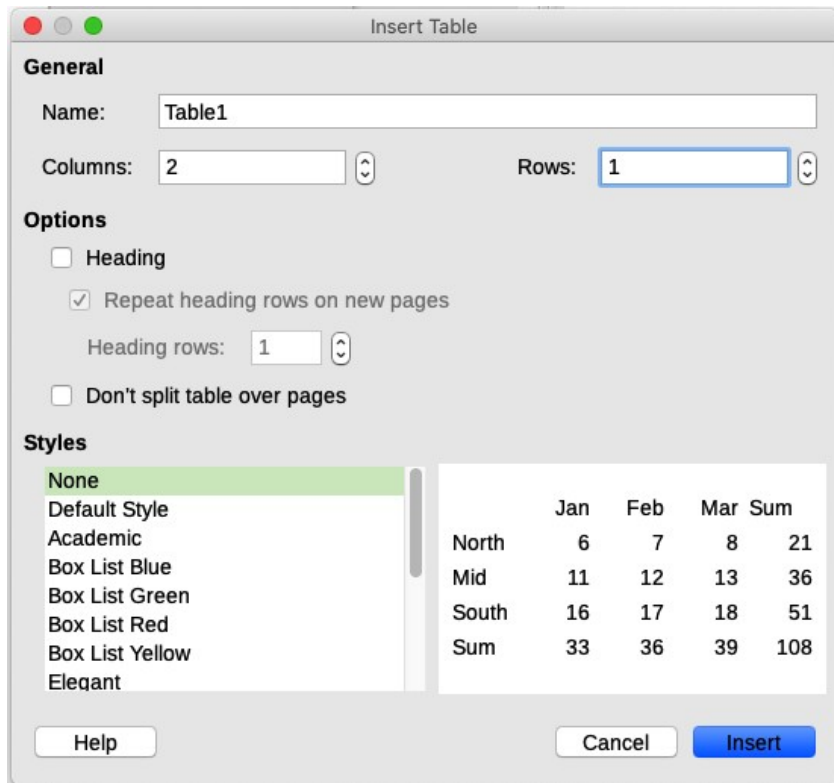 Insert Table
General
Name: Table1
Columns: 2 Rows: 1
Options
Heading
Repeat heading rows on new pages
Heading rows: 1
Don't split table over pages
Styles
None
Default Style
Academic
Box List Blue
Box List Green
Box List Red
Box List Yellow
Elegant
Jan Feb Mar Sum
North 6 7 8 21
Mid 11 12 13 36
South 16 17 18 51
Sum 33 36 39 108
Help Cancel Insert